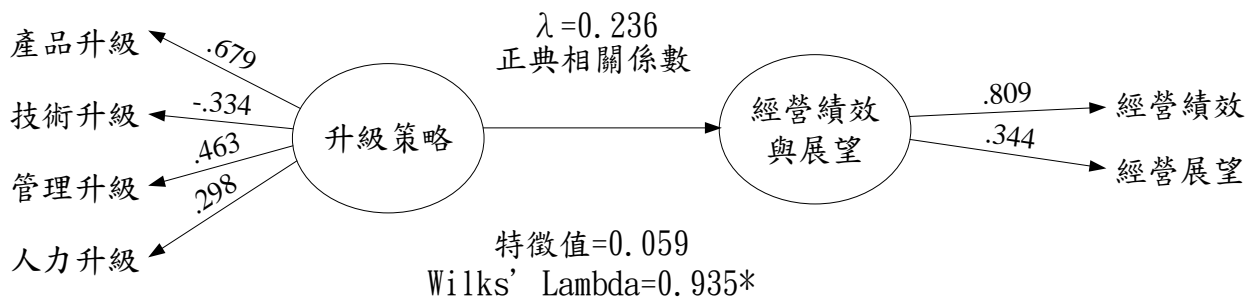 λ=0.236
正典相關係數
產品升級
.679
技術升級
-.334
管理升級
.463
人力升級
.298
升級策略
經營績效
與展望
.809
經營績效
.344
經營展望
特徵值=0.059
Wilks’ Lambda=0.935*